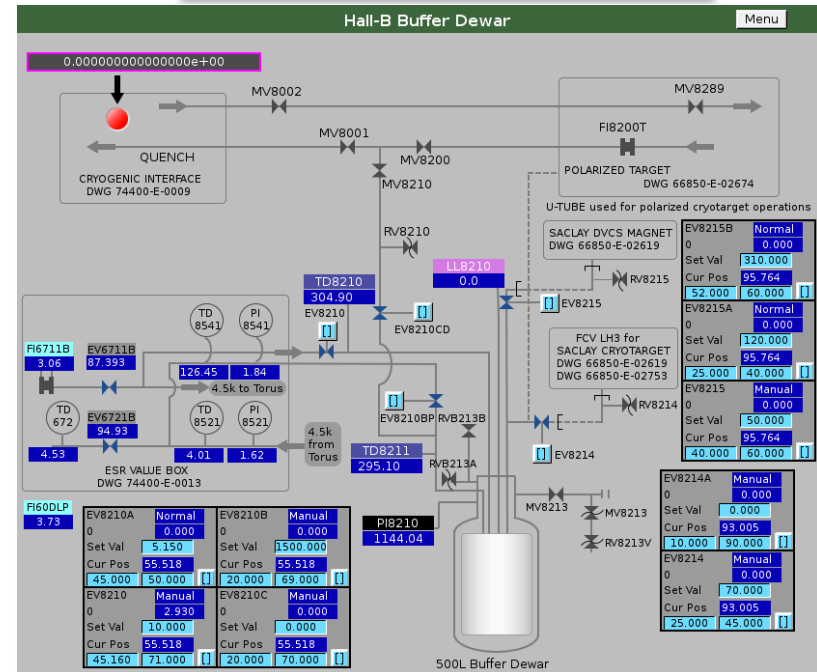 Hall-B Buffer Dewar
Menu
0.000000000000000e+00
MV8002
MV8289
MV8001
MV8200
FI8200T
QUENCH
CRYOGENIC INTERFACE
DWG 74400-E-0009
MV8210
POLARIZED TARGET
DWG 66850-E-02674
U-TUBE used for polarized cryotarget operations
RV8210
SACLAY DVCS MAGNET
DWG 66850-E-02619
RV8215
LL8210
0.0
TD8210
304.90
EV8210
[]
[]
EV8210CD
[]
EV8215
EV8215B Normal
0 0.000
Set Val 310.000
Cur Pos 95.764
52.000 60.000 []
EV8215A Normal
0 0.000
Set Val 120.000
Cur Pos 95.764
25.000 40.000 []
EV8215 Manual
0 0.000
Set Val 50.000
Cur Pos 95.764
40.000 60.000 []
TD
8541
PI
8541
FI6711B
3.06
EV6711B
87.393
126.45
1.84
4.5k to Torus
FCV LH3 for
SACLAY CRYOTARGET
DWG 66850-E-02619
DWG 66850-E-02753
RV8214
[]
EV8214
[]
EV8210BP
RVB213B
RVB213A
TD
672
EV6721B
94.93
TD
8521
PI
8521
4.5k
from
Torus
4.53
4.01
1.62
ESR VALUE BOX
DWG 74400-E-0013
TD8211
295.10
FI60DLP
3.73
EV8210A Normal
0 0.000
Set Val 5.150
Cur Pos 55.518
45.000 50.000 []
EV8210B Manual
0 0.000
Set Val 1500.000
Cur Pos 55.518
20.000 69.000 []
EV8210 Manual
0 2.930
Set Val 10.000
Cur Pos 55.518
45.160 71.000 []
EV8210C Manual
0 0.000
Set Val 0.000
Cur Pos 55.518
20.000 70.000 []
PI8210
1144.04
MV8213
MV8213
RV8213V
EV8214A Manual
0 0.000
Set Val 0.000
Cur Pos 93.005
10.000 90.000 []
EV8214 Manual
0 0.000
Set Val 70.000
Cur Pos 93.005
25.000 45.000 []
500L Buffer Dewar